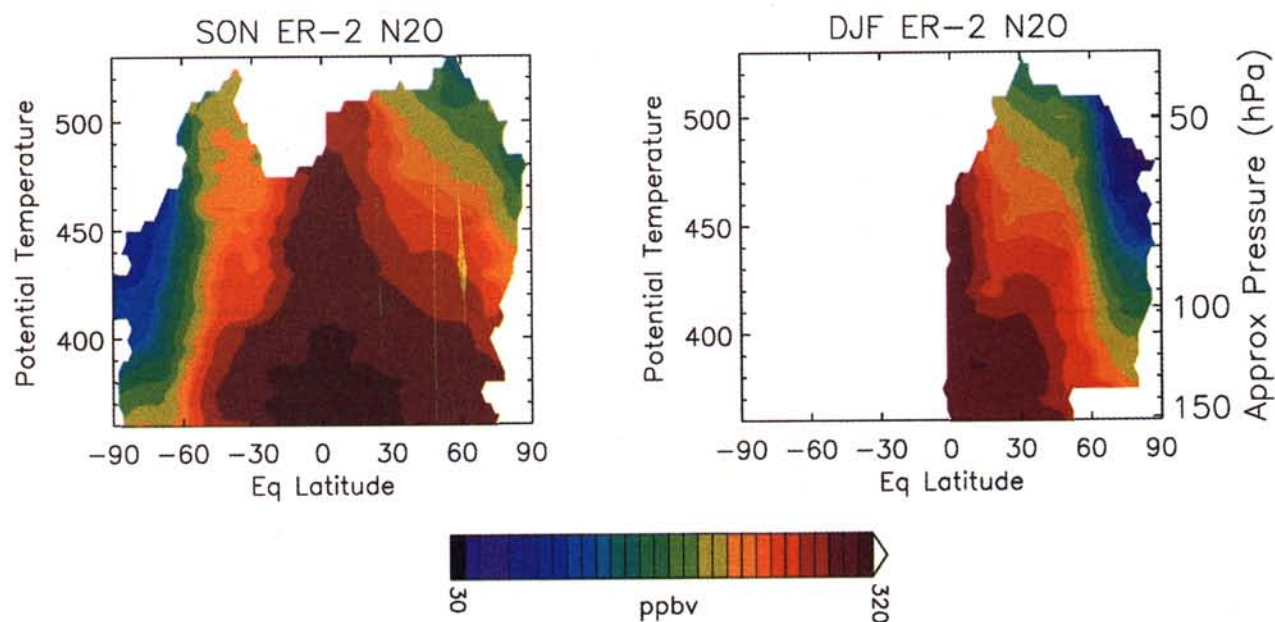 SON ER-2 N2O
Potential Temperature
500
450
400
-90 -60 -30 0 30 60 90
Eq Latitude
DJF ER-2 N2O
Potential Temperature
500
450
400
-90 -60 -30 0 30 60 90
Eq Latitude
50
100
150
Approx Pressure (hPa)
30
ppbv
320